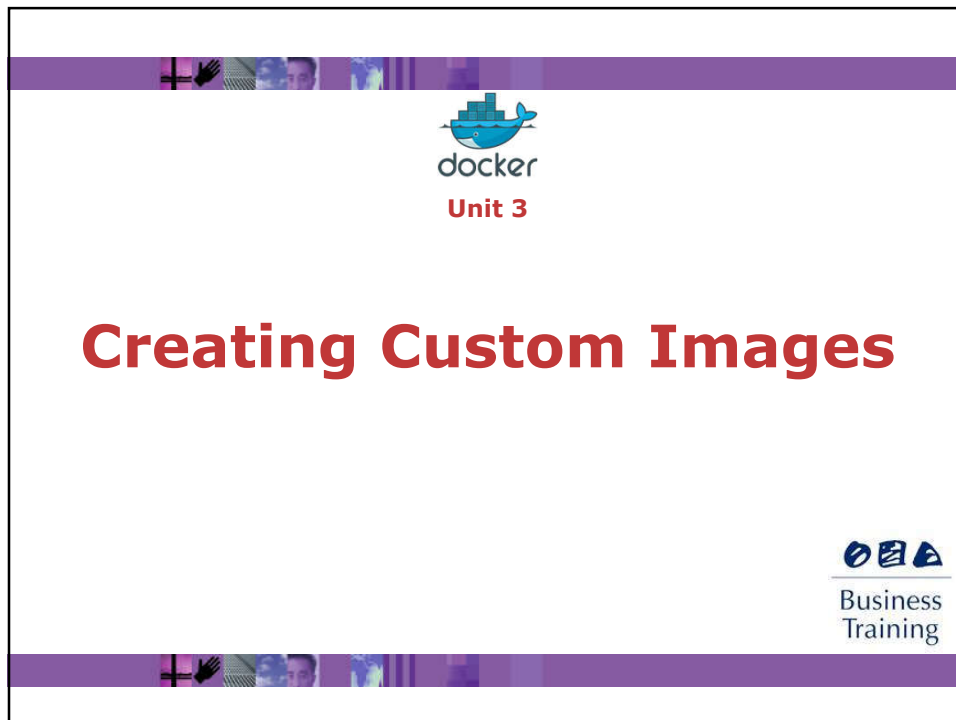 docker
Unit 3
Creating Custom Images
Business
Training